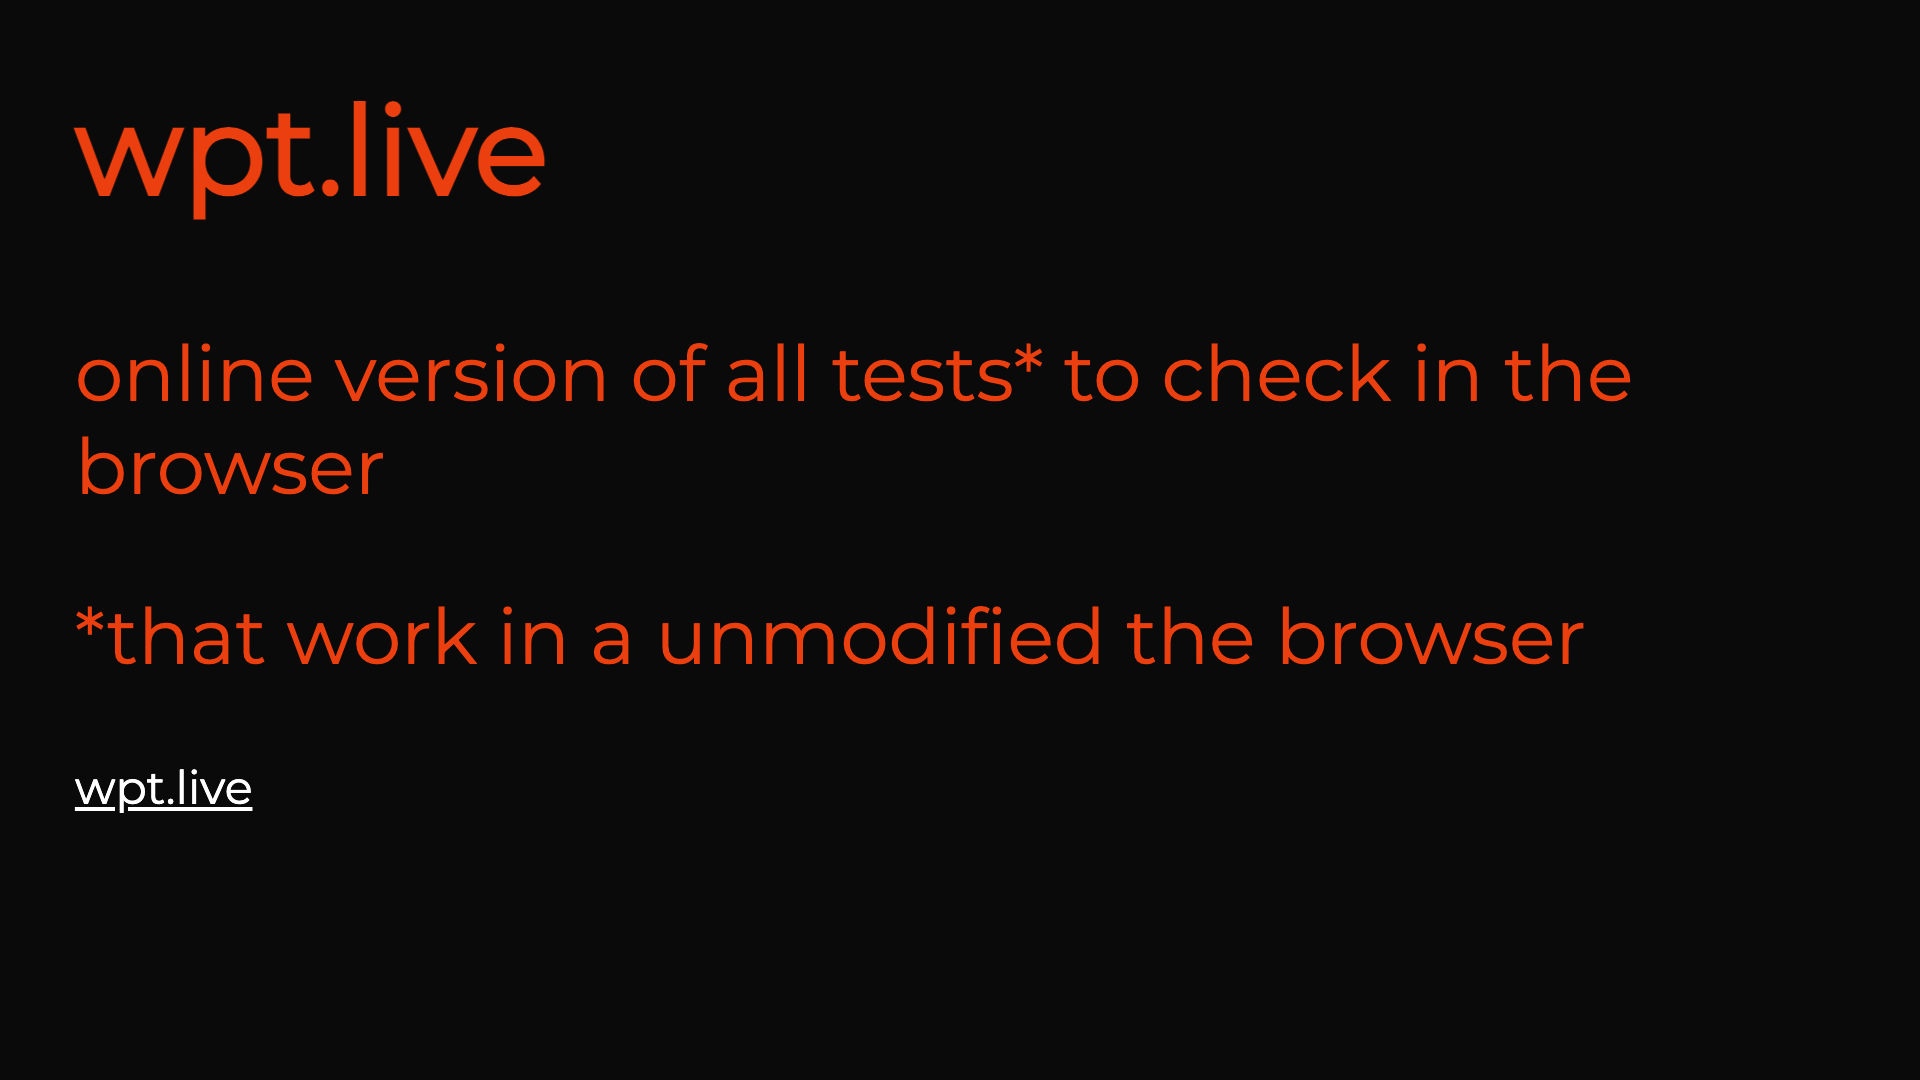 wpt.live
online version of all tests* to check in the
browser
*that work in a unmodified the browser
wpt.live